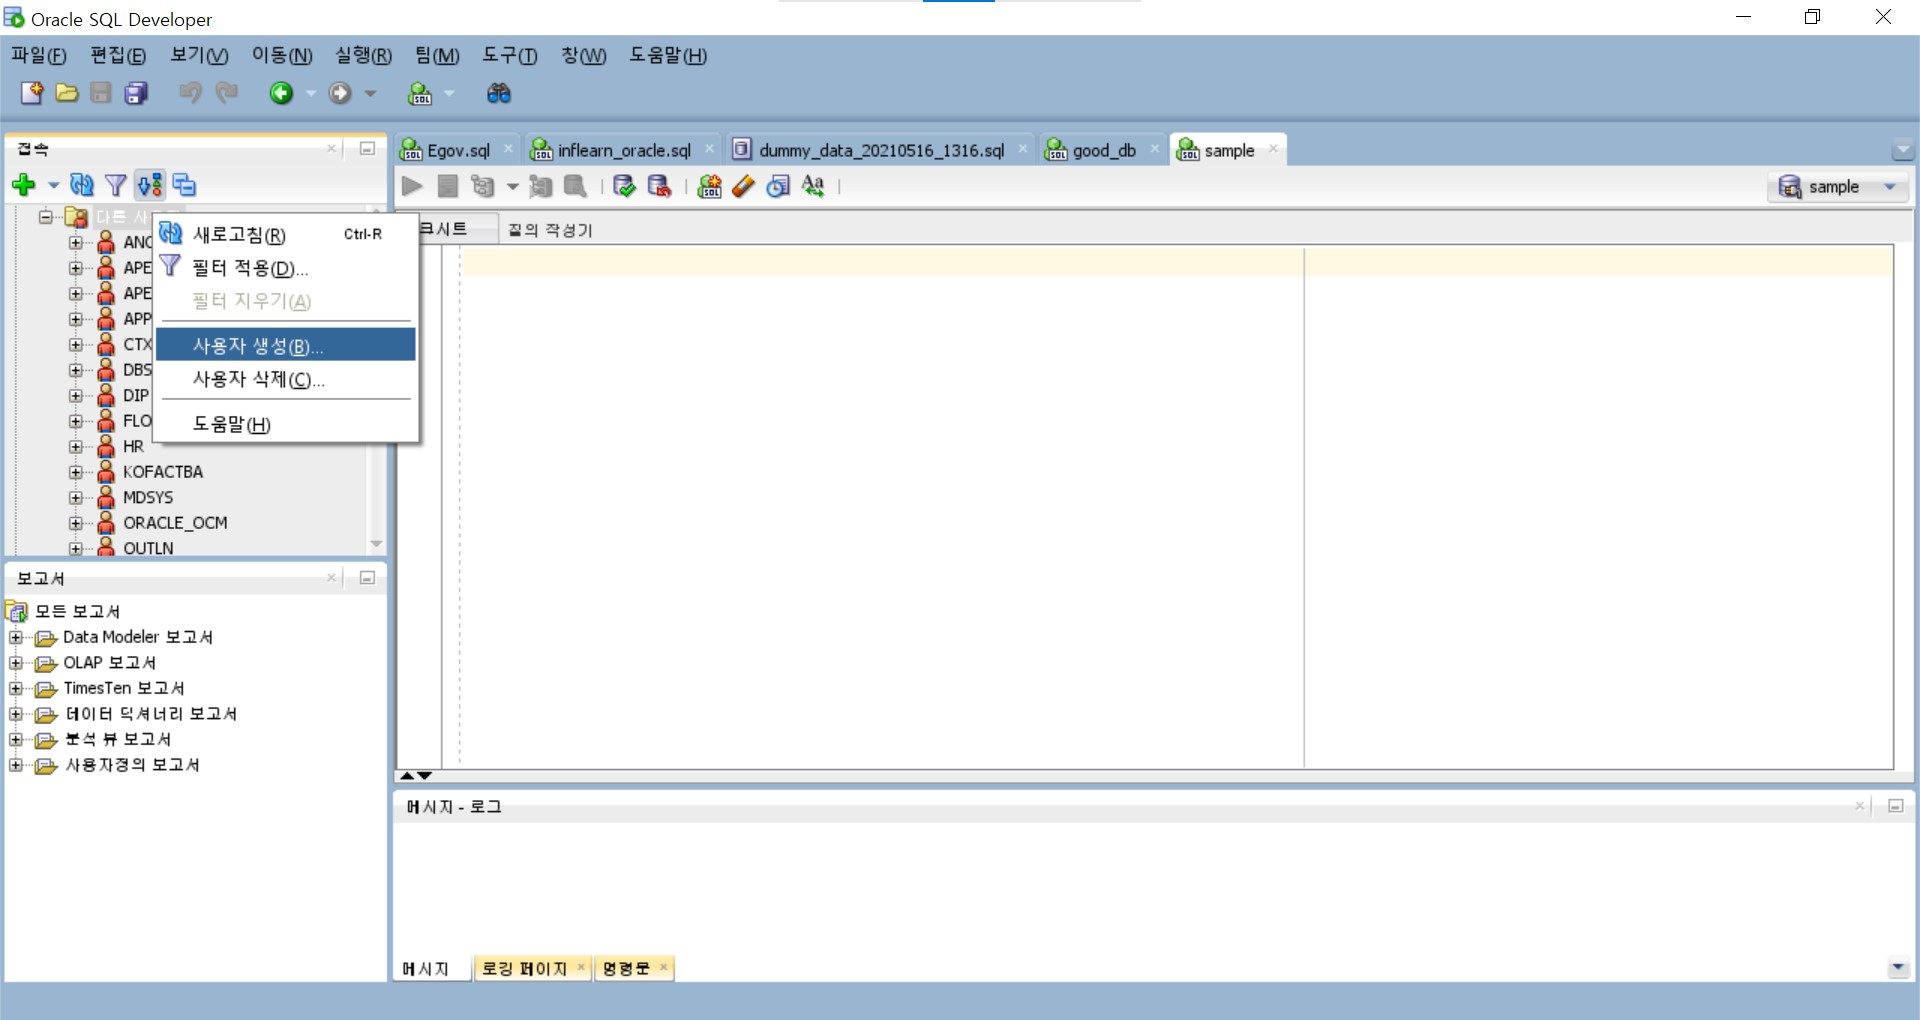 Oracle SQL Developer
파일(F) 편집(E) 보기(V) 이동(N) 실행(R) 팀(M) 도구(T) 창(W) 도움말(H)
접속
Egov.sql inflearn_oracle.sql dummy_data_20210516_1316.sql good_db sample
sample
다른 사
새로고침(R) Ctrl-R
필터 적용(D)...
필터 지우기(A)
사용자 생성(B)...
사용자 삭제(C)...
도움말(H)
ANO
APE
APE
APP
CTX
DBS
DIP
FLO
HR
KOFACTBA
MDSYS
ORACLE_OCM
OUTLN
크시트 질의 작성기
보고서
모든 보고서
Data Modeler 보고서
OLAP 보고서
TimesTen 보고서
데이터 딕셔너리 보고서
분석 뷰 보고서
사용자정의 보고서
메시지 - 로그
메시지 로깅 페이지 명령문